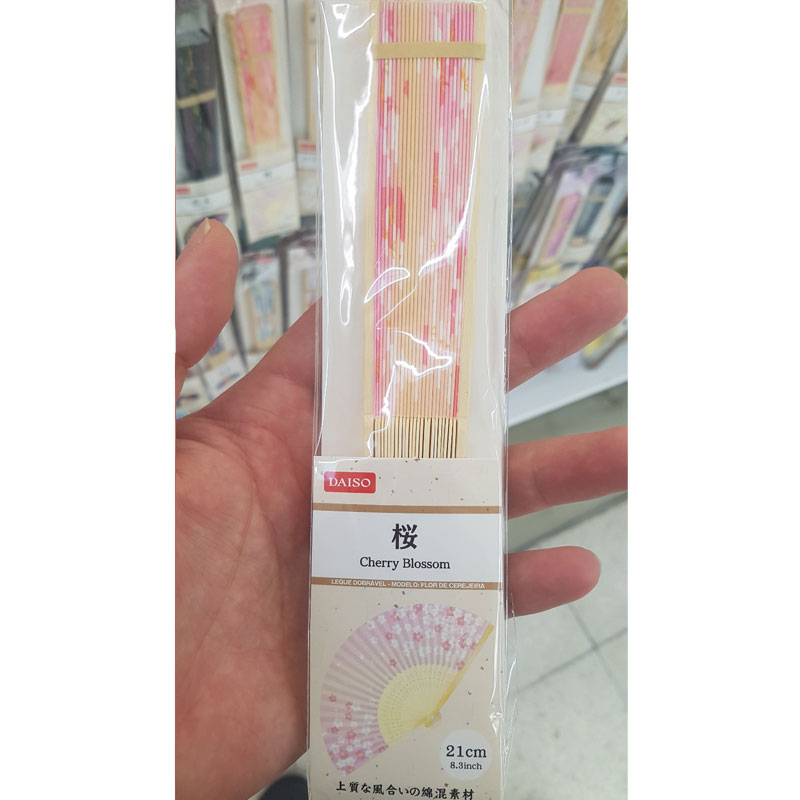 DAISO
桜
Cherry Blossom
LEQUE DOBRÁVEL - MODELO: FLOR DE CEREJEIRA
21cm
8.3inch
上質な風合いの綿混素材